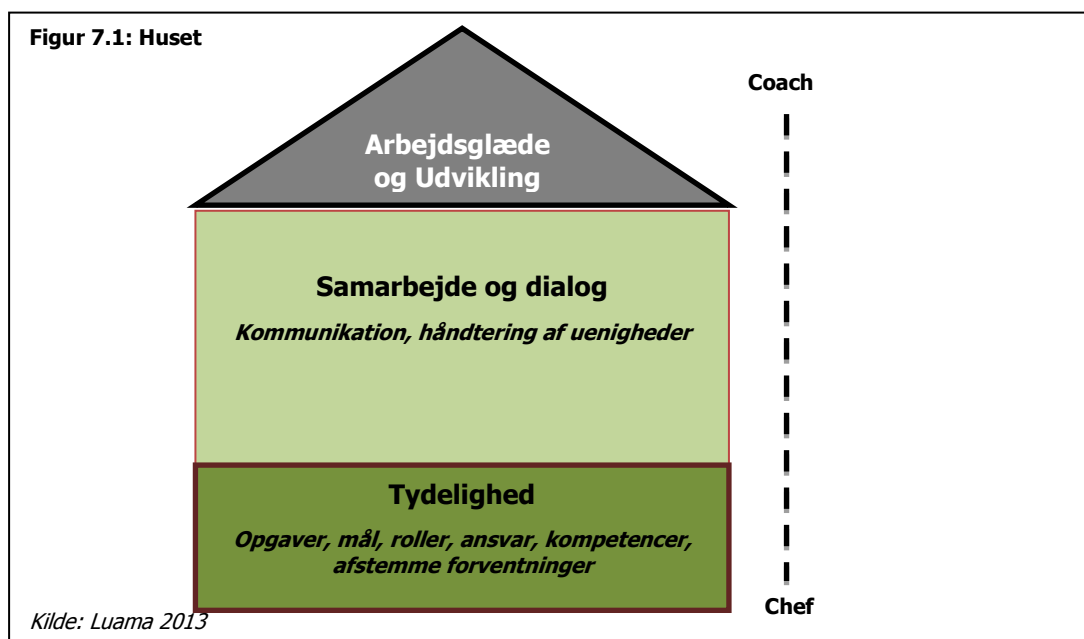 Figur 7.1: Huset
Coach
Arbejdsglæde
og Udvikling
Samarbejde og dialog
Kommunikation, håndtering af uenigheder
Tydelighed
Opgaver, mål, roller, ansvar, kompetencer,
afstemme forventninger
Chef
Kilde: Luama 2013